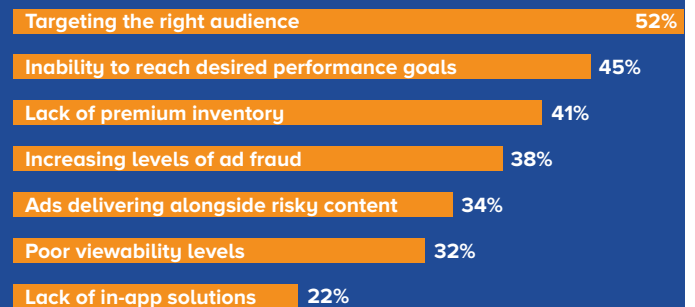 Targeting the right audience 52%
Inability to reach desired performance goals 45%
Lack of premium inventory 41%
Increasing levels of ad fraud 38%
Ads delivering alongside risky content 34%
Poor viewability levels 32%
Lack of in-app solutions 22%